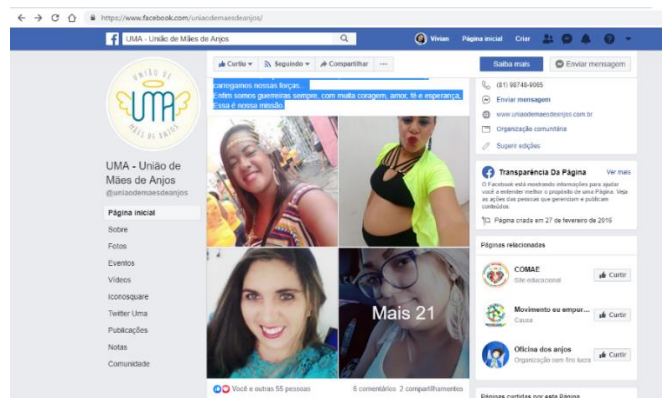 https://www.facebook.com/uniaodemaesdeanjos/
UMA - União de Mães de Anjos
Vivian
Página inicial
Criar
Curtiu
Seguindo
Compartilhar
Saiba mais
Enviar mensagem
UNIÃO DE
UMA
MÃES DE ANJOS
UMA - União de
Mães de Anjos
@uniaodemaesdeanjos
Página inicial
Sobre
Fotos
Eventos
Vídeos
Iconosquare
Twitter Uma
Publicações
Notas
Comunidade
carregamos nossas forças...
Enfim somos guerreiras sempre, com muita coragem, amor, fé e esperança,
Essa é nossa missão.
Mais 21
Você e outras 55 pessoas
6 comentários 2 compartilhamentos
(81) 98746-9065
Enviar mensagem
www.uniaodemaesdeanjos.com.br
Organização comunitária
Sugerir edições
Transparência Da Página
Ver mais
O Facebook está mostrando informações para ajudar
você a entender melhor o propósito de uma Página. Veja
as ações das pessoas que gerenciam e publicam
conteúdos.
Página criada em 27 de fevereiro de 2016
Páginas relacionadas
COMAE
Site educacional
Curtir
Movimento eu empur...
Causa
Curtir
Oficina dos anjos
Organização sem fins lucra
Curtir
Páginas curtidas por esta Página